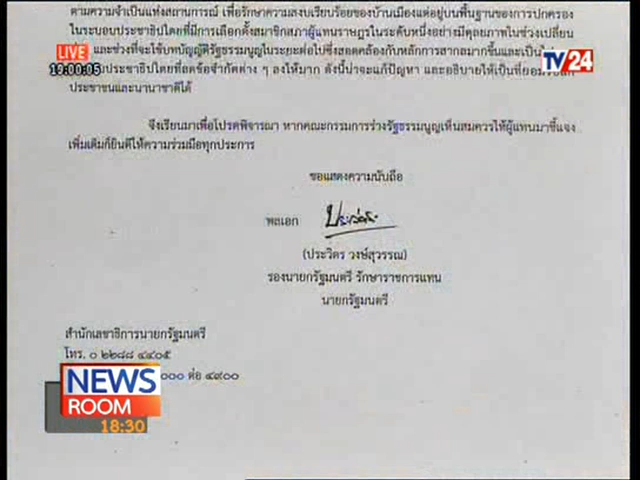 ตามความจำเป็นแห่งสถานการณ์ เพื่อรักษาความสงบเรียบร้อยของบ้านเมืองแต่อยู่บนพื้นฐานของการปกครอง
ในระบอบประชาธิปไตยที่มีการเลือกตั้งสมาชิกสภาผู้แทนราษฎรในระดับหนึ่งอย่างมีดุลยภาพในช่วงเปลี่ยน
และช่วงที่จะใช้บทบัญญัติรัฐธรรมนูญในระยะต่อไปซึ่งสอดคล้องกับหลักการสากลมากขึ้นและเป็น
ประชาธิปไตยที่ลดข้อจำกัดต่าง ๆ ลงให้มาก ดังนี้น่าจะแก้ปัญหา และอธิบายให้เป็นที่
ประชาชนและนานาชาติได้
LIVE
19:00:05
TV24
จึงเรียนมาเพื่อโปรดพิจารณา หากคณะกรรมการร่างรัฐธรรมนูญเห็นสมควรให้ผู้แทนมาชี้แจง
เพิ่มเติมก็ยินดีให้ความร่วมมือทุกประการ
ขอแสดงความนับถือ
พลเอก
(ประวิตร วงษ์สุวรรณ)
รองนายกรัฐมนตรี รักษาราชการแทน
นายกรัฐมนตรี
สำนักเลขาธิการนายกรัฐมนตรี
โทร. ๐ ๒๒๘๘ ๔๔๐๕
๐๐๐ ต่อ ๔๙๐๐
NEWS
ROOM
18:30